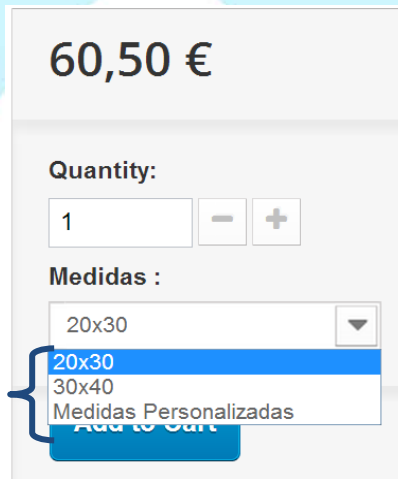 60,50 €
Quantity:
1
Medidas :
20x30
20x30
30x40
Medidas Personalizadas
Add to Cart